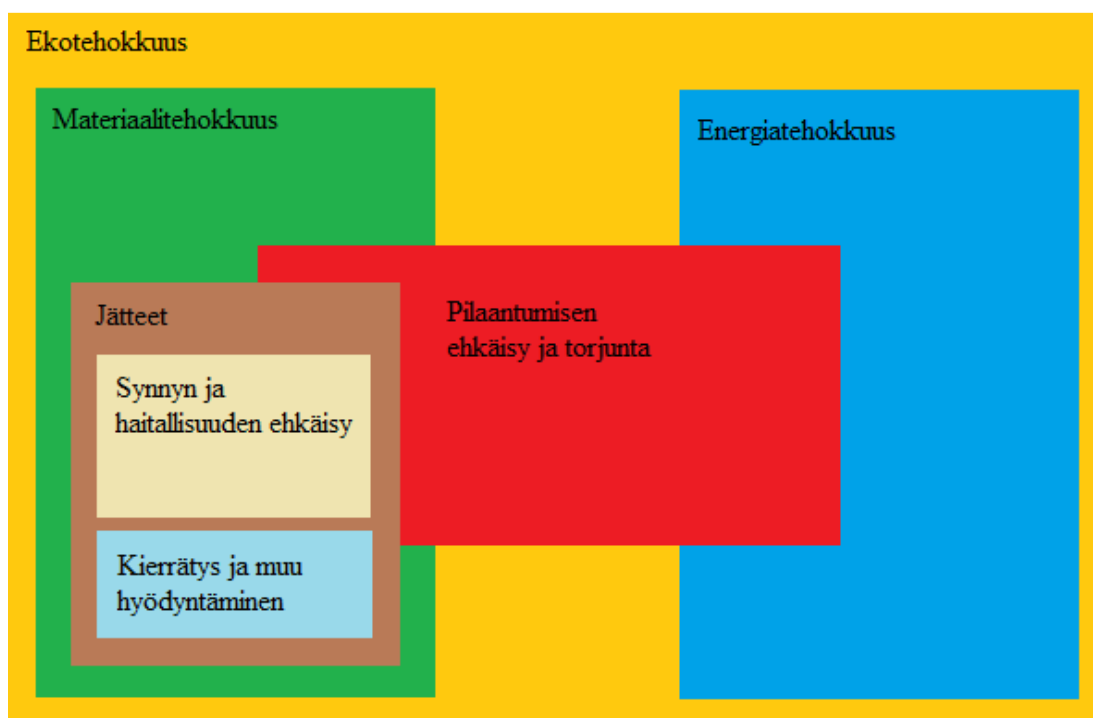 Ekotehokkuus
Materiaalitehokkuus
Energiatehokkuus
Jätteet
Pilaantumisen
ehkäisy ja torjunta
Synnyn ja
haitallisuuden ehkäisy
Kierrätys ja muu
hyödyntäminen